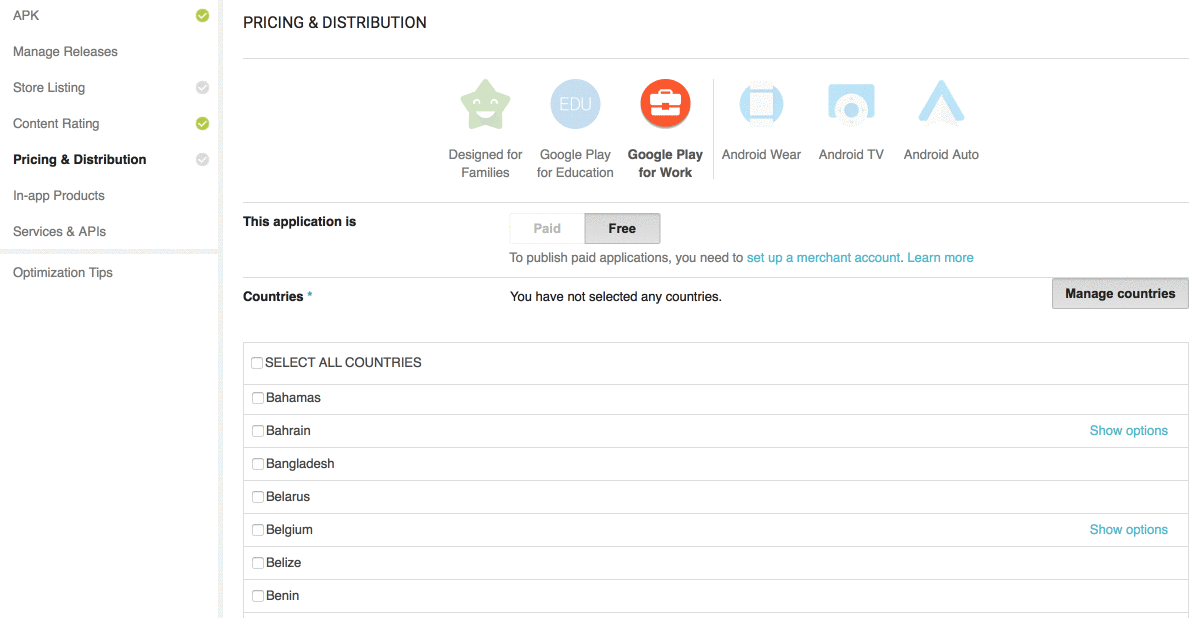 APK
Manage Releases
Store Listing
Content Rating
Pricing & Distribution
In-app Products
Services & APIs
Optimization Tips
PRICING & DISTRIBUTION
EDU
Designed for
Families
Google Play
for Education
Google Play
for Work
Android Wear
Android TV
Android Auto
This application is
Paid
Free
To publish paid applications, you need to set up a merchant account. Learn more
Countries *
You have not selected any countries.
Manage countries
SELECT ALL COUNTRIES
Bahamas
Bahrain
Show options
Bangladesh
Belarus
Belgium
Show options
Belize
Benin